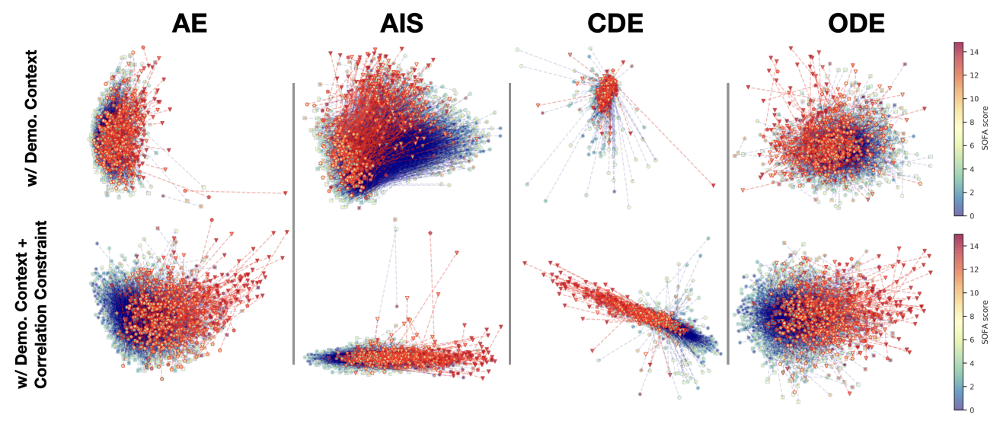 AE
AIS
CDE
ODE
w/ Demo. Context
14
12
10
8
6
4
2
0
SOFA score
w/ Demo. Context +
Correlation Constraint
14
12
10
8
6
4
2
0
SOFA score